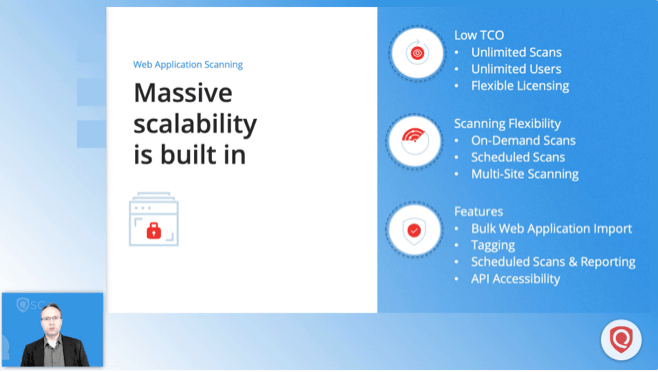 Web Application Scanning
Massive
scalability
is built in
Low TCO
• Unlimited Scans
• Unlimited Users
• Flexible Licensing
Scanning Flexibility
• On-Demand Scans
• Scheduled Scans
• Multi-Site Scanning
Features
• Bulk Web Application Import
• Tagging
• Scheduled Scans & Reporting
• API Accessibility